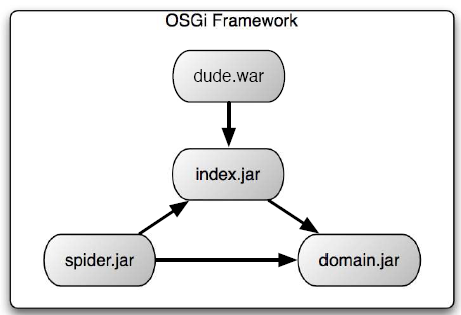 OSGi Framework
dude.war
index.jar
spider.jar
domain.jar